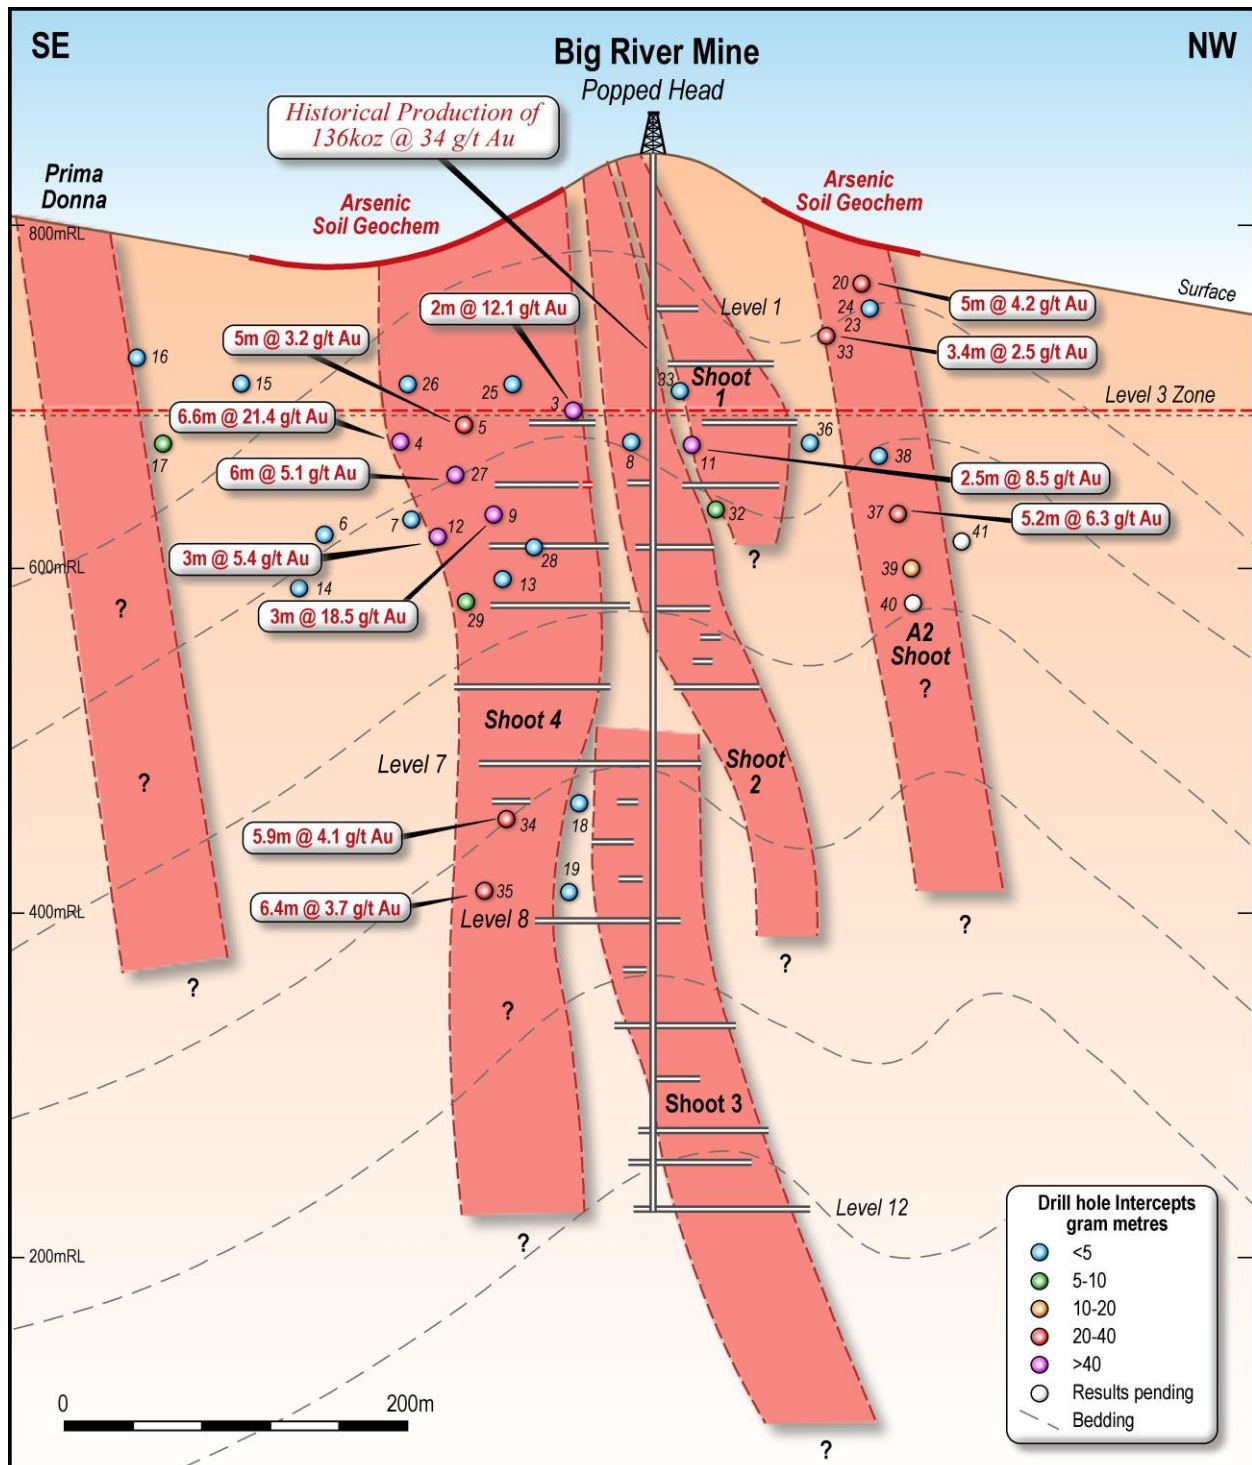 SE
Big River Mine
NW
Popped Head
Historical Production of
136koz @ 34 g/t Au
Prima
Donna
Arsenic
Soil Geochem
Arsenic
Soil Geochem
800mRL
Surface
20
5m @ 4.2 g/t Au
24
23
33
3.4m @ 2.5 g/t Au
2m @ 12.1 g/t Au
Level 1
5m @ 3.2 g/t Au
16
15
26
25
33
Shoot
1
Level 3 Zone
3
6.6m @ 21.4 g/t Au
4
5
17
8
11
36
38
6m @ 5.1 g/t Au
27
2.5m @ 8.5 g/t Au
6
7
12
9
32
37
5.2m @ 6.3 g/t Au
41
3m @ 5.4 g/t Au
28
?
600mRL
14
13
39
3m @ 18.5 g/t Au
29
40
?
A2
Shoot
?
Shoot 4
?
Level 7
Shoot
2
5.9m @ 4.1 g/t Au
34
18
19
6.4m @ 3.7 g/t Au
35
400mRL
Level 8
?
?
?
?
Shoot 3
Level 12
?
200mRL
0
200m
?
Drill hole Intercepts
gram metres
<5
5-10
10-20
20-40
>40
Results pending
Bedding